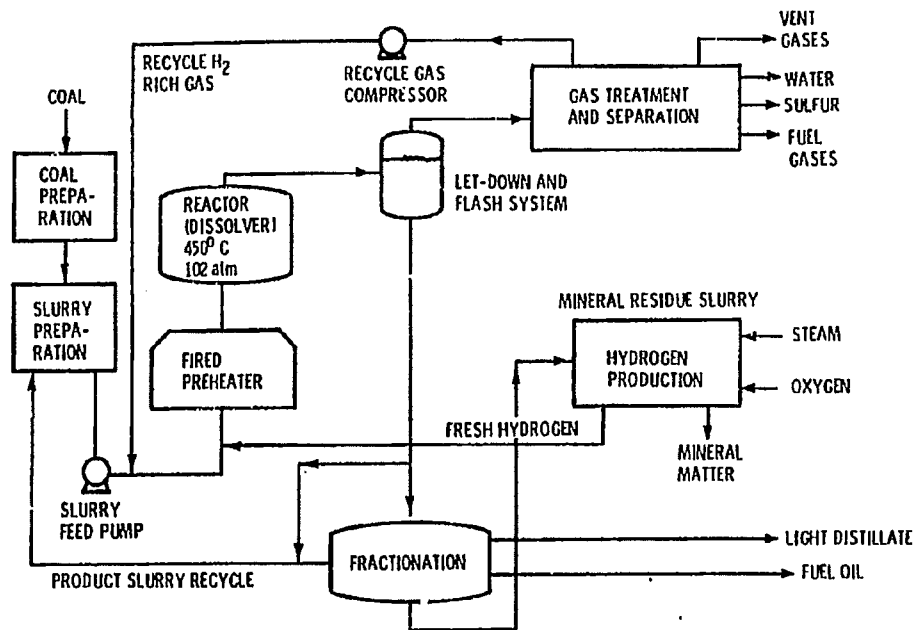 VENT
GASES
RECYCLE H2
RICH GAS
RECYCLE GAS
COMPRESSOR
GAS TREATMENT
AND SEPARATION
WATER
SULFUR
FUEL
GASES
COAL
COAL
PREPA-
RATION
REACTOR
(DISSOLVER)
450⁰ C
102 atm
LET-DOWN AND
FLASH SYSTEM
SLURRY
PREPA-
RATION
FIRED
PREHEATER
MINERAL RESIDUE SLURRY
HYDROGEN
PRODUCTION
STEAM
OXYGEN
FRESH HYDROGEN
MINERAL
MATTER
SLURRY
FEED PUMP
FRACTIONATION
LIGHT DISTILLATE
FUEL OIL
PRODUCT SLURRY RECYCLE